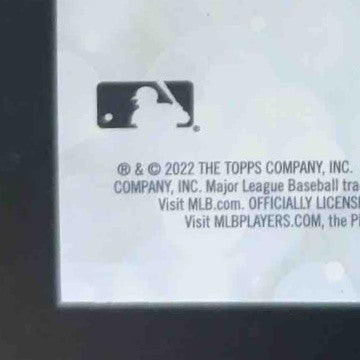 ® & © 2022 THE TOPPS COMPANY, INC.
COMPANY, INC. Major League Baseball
Visit MLB.com. OFFICIALLY
Visit MLBPLAYERS.COM, the